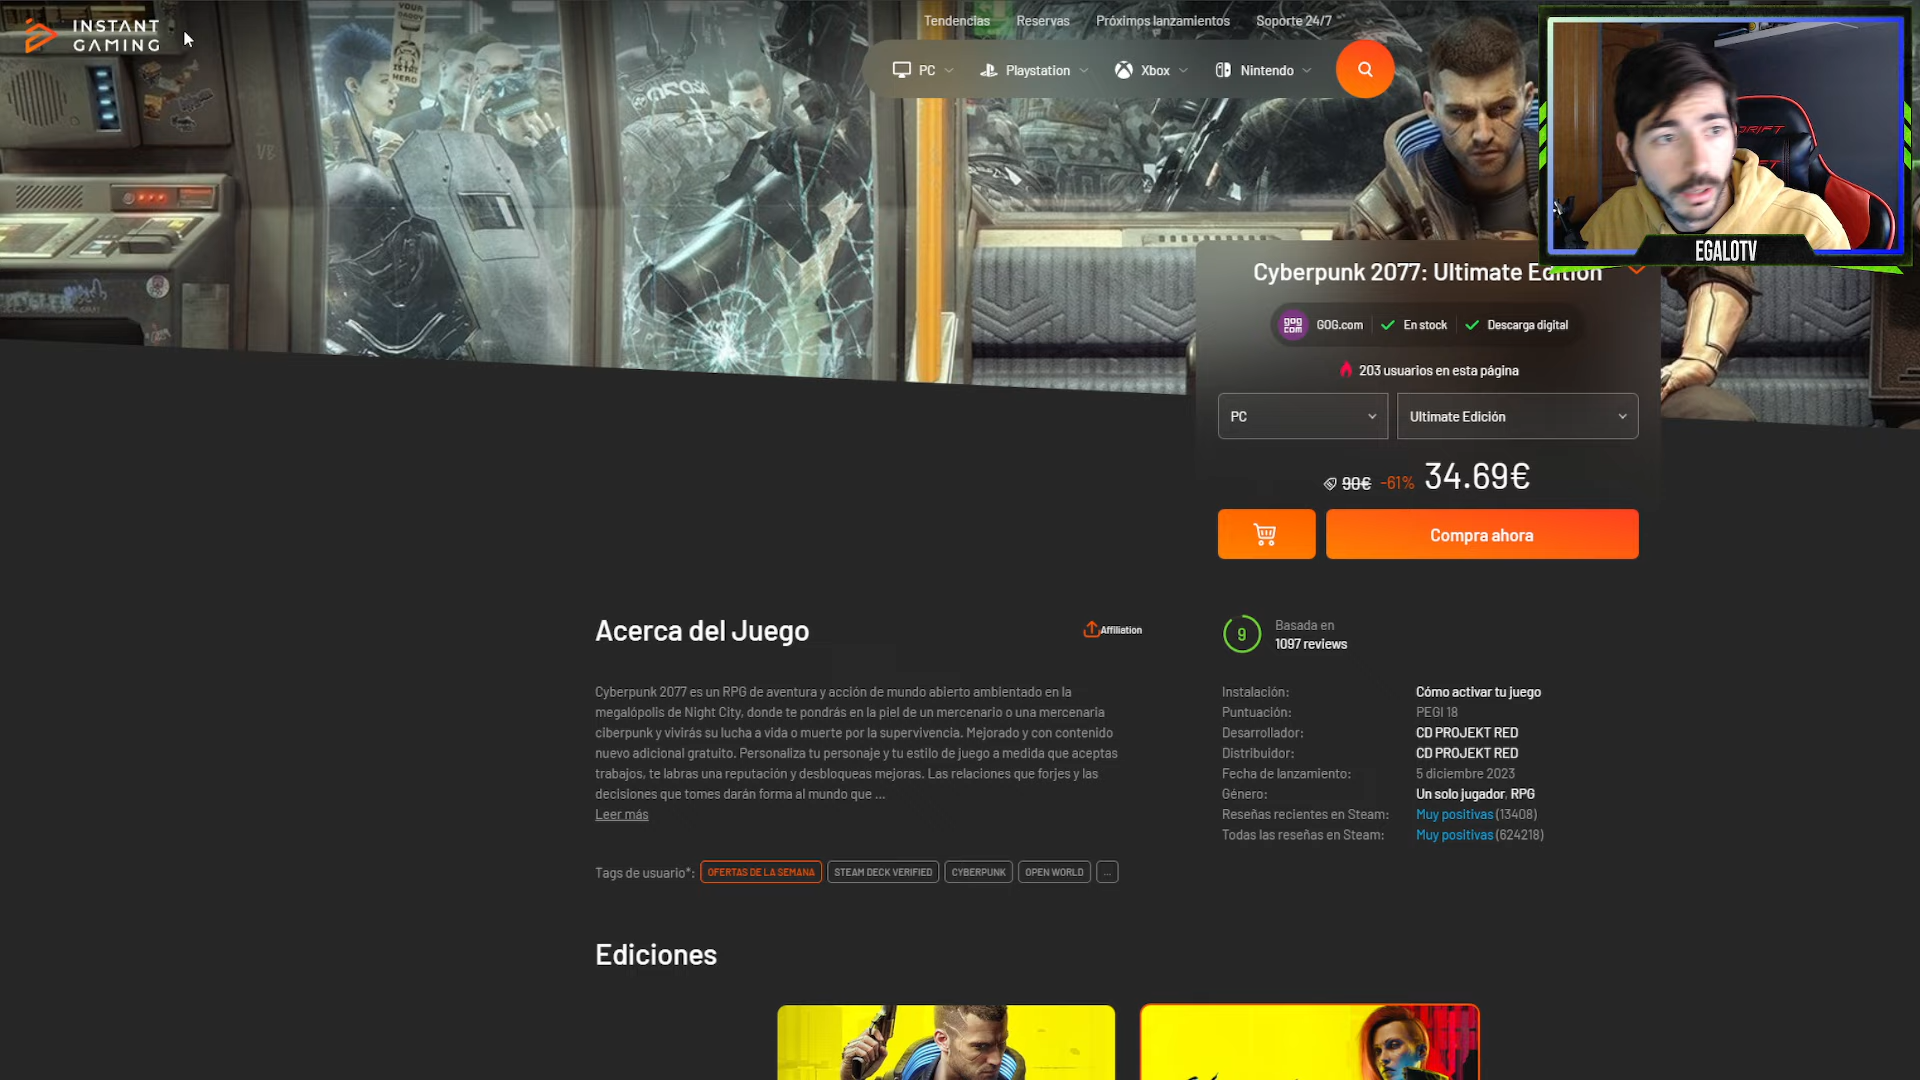 INSTANT
GAMING
Tendencias
Reservas
Próximos lanzamientos
Soporte 24/7
PC
Playstation
Xbox
Nintendo
YOUR
DADDY
IS THE
HERO
VB
DRIFT
EGALOTV
Cyberpunk 2077: Ultimate Edition
gog
com
GOG.com
En stock
Descarga digital
203 usuarios en esta página
PC
Ultimate Edición
90€ -61% 34.69€
Compra ahora
Acerca del Juego
Affiliation
9
Basada en
1097 reviews
Cyberpunk 2077 es un RPG de aventura y acción de mundo abierto ambientado en la
megalópolis de Night City, donde te pondrás en la piel de un mercenario o una mercenaria
ciberpunk y vivirás su lucha a vida o muerte por la supervivencia. Mejorado y con contenido
nuevo adicional gratuito. Personaliza tu personaje y tu estilo de juego a medida que aceptas
trabajos, te labras una reputación y desbloqueas mejoras. Las relaciones que forjes y las
decisiones que tomes darán forma al mundo que ...
Leer más
Instalación: Cómo activar tu juego
Puntuación: PEGI 18
Desarrollador: CD PROJEKT RED
Distribuidor: CD PROJEKT RED
Fecha de lanzamiento: 5 diciembre 2023
Género: Un solo jugador, RPG
Reseñas recientes en Steam: Muy positivas (13408)
Todas las reseñas en Steam: Muy positivas (624218)
Tags de usuario*: OFERTAS DE LA SEMANA STEAM DECK VERIFIED CYBERPUNK OPEN WORLD ...
Ediciones